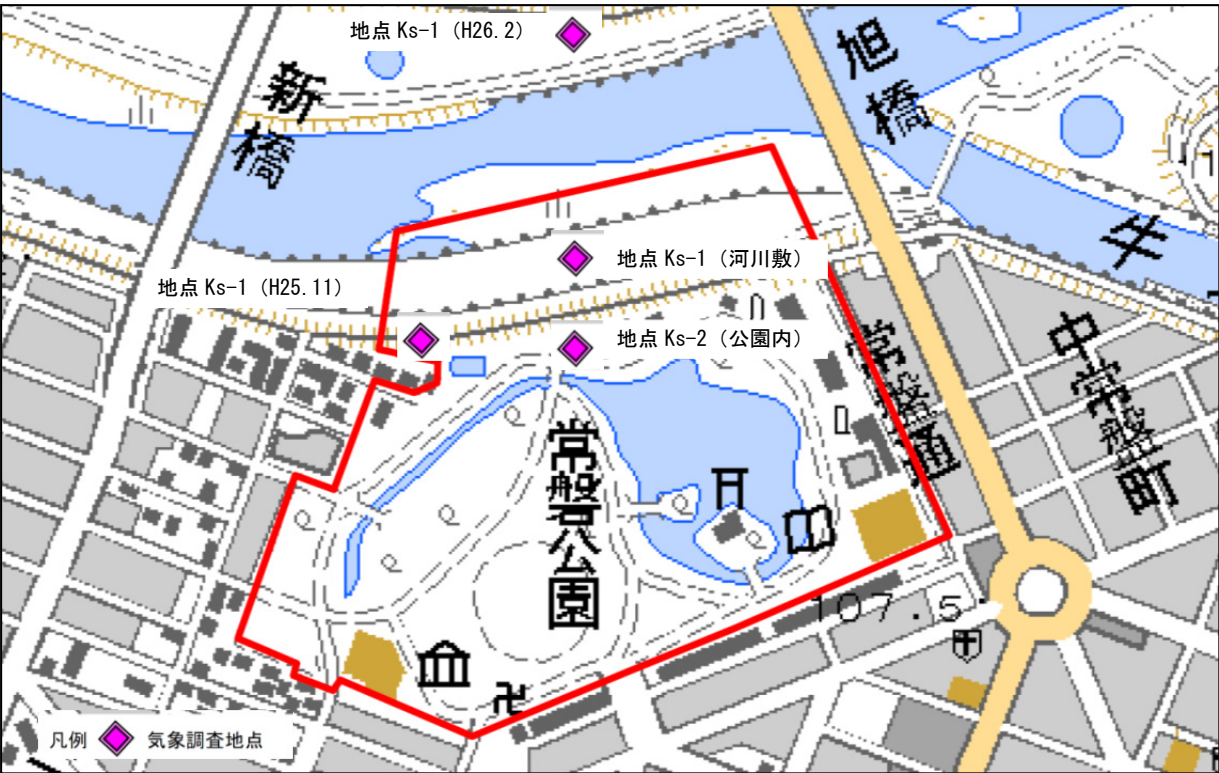 地点 Ks-1（H26.2）
新橋
旭橋
地点 Ks-1（河川敷）
地点 Ks-1（H25.11）
地点 Ks-2（公園内）
牛
常盤通
中常盤町
常磐公園
107.5
凡例 気象調査地点